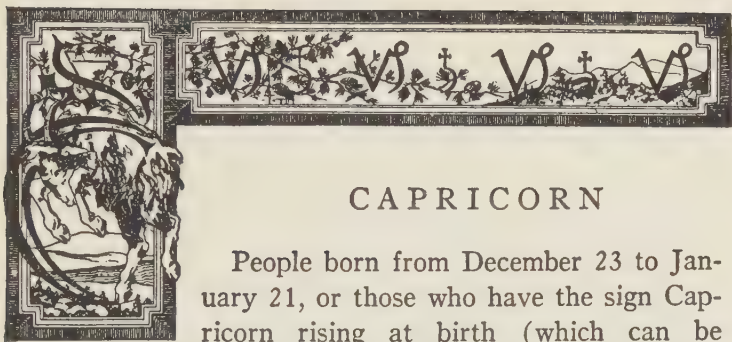 CAPRICORN
People born from December 23 to Jan-
uary 21, or those who have the sign Cap-
ricorn rising at birth (which can be